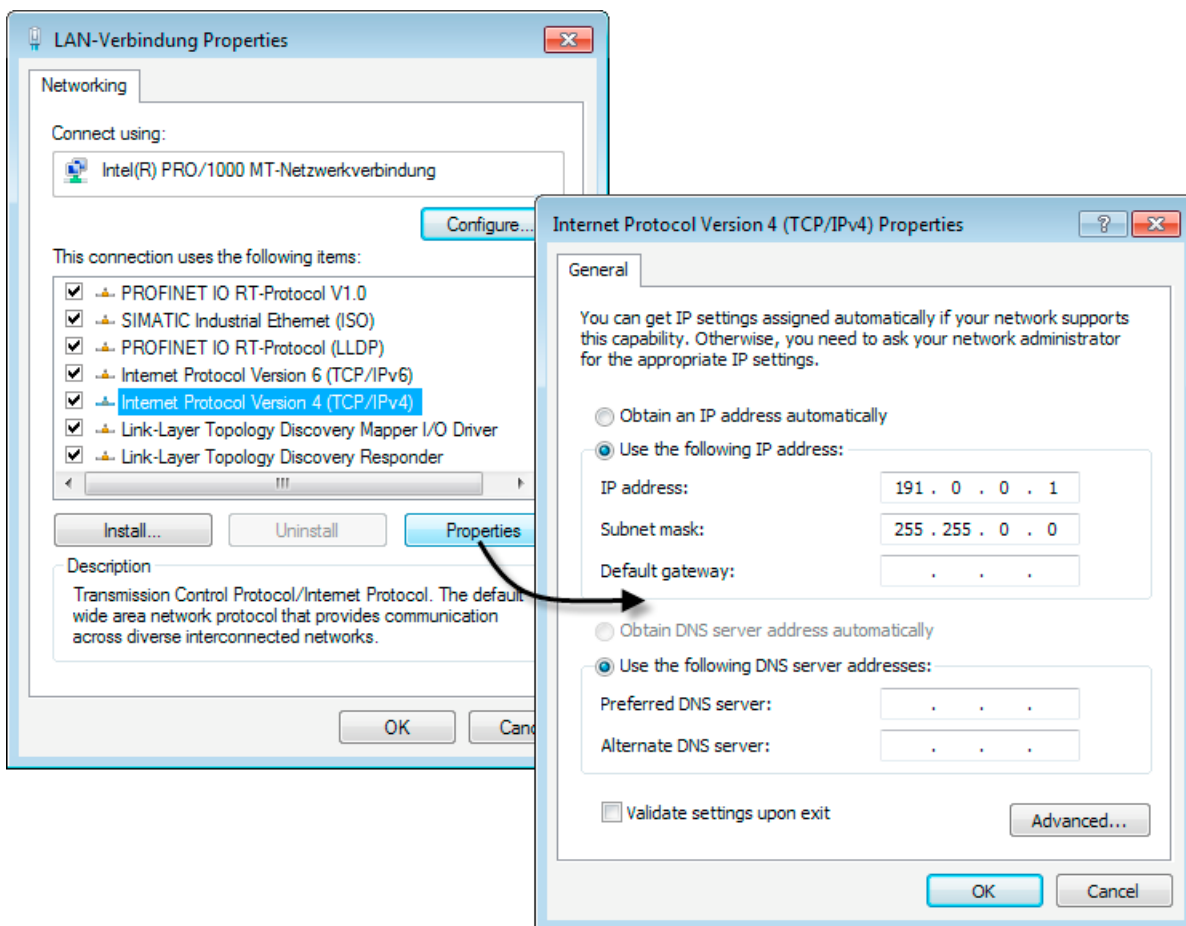 LAN-Verbindung Properties
Networking
Connect using:
Intel(R) PRO/1000 MT-Netzwerkverbindung
Configure...
This connection uses the following items:
PROFINET IO RT-Protocol V1.0
SIMATIC Industrial Ethernet (ISO)
PROFINET IO RT-Protocol (LLDP)
Internet Protocol Version 6 (TCP/IPv6)
Internet Protocol Version 4 (TCP/IPv4)
Link-Layer Topology Discovery Mapper I/O Driver
Link-Layer Topology Discovery Responder
Install... Uninstall Properties
Description
Transmission Control Protocol/Internet Protocol. The default
wide area network protocol that provides communication
across diverse interconnected networks.
OK Canc
Internet Protocol Version 4 (TCP/IPv4) Properties
General
You can get IP settings assigned automatically if your network supports
this capability. Otherwise, you need to ask your network administrator
for the appropriate IP settings.
Obtain an IP address automatically
Use the following IP address:
IP address: 191 . 0 . 0 . 1
Subnet mask: 255 . 255 . 0 . 0
Default gateway: . . .
Obtain DNS server address automatically
Use the following DNS server addresses:
Preferred DNS server: . . .
Alternate DNS server: . . .
Validate settings upon exit
Advanced...
OK Cancel